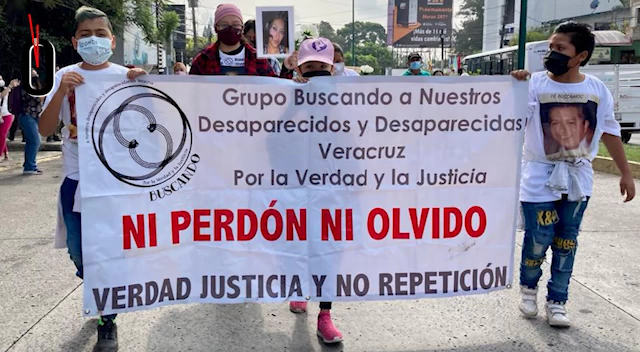 Grupo Buscando a Nuestros
Desaparecidos y Desaparecidas
Veracruz
Por la Verdad y la Justicia
BUSCANDO
NI PERDÓN NI OLVIDO
VERDAD JUSTICIA Y NO REPETICIÓN